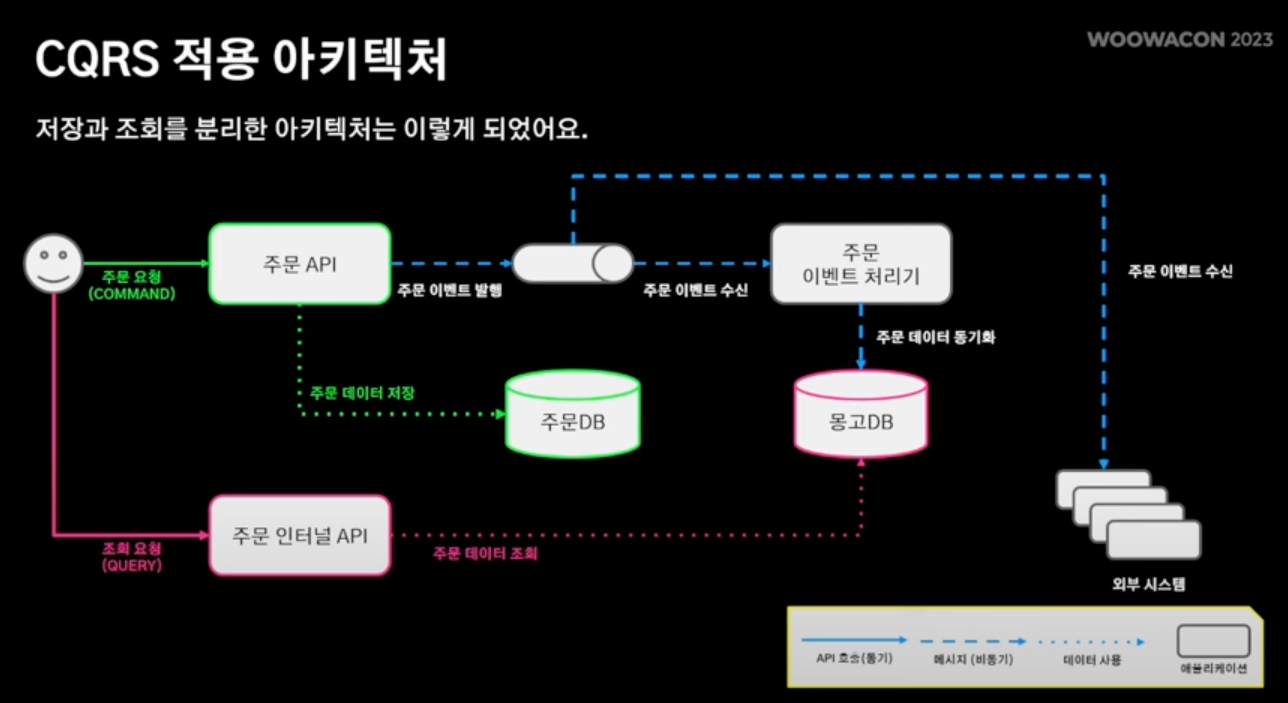 CQRS 적용 아키텍처
WOOWACON 2023
저장과 조회를 분리한 아키텍처는 이렇게 되었어요.
주문 요청
(COMMAND)
주문 API
주문 이벤트 발행
주문 이벤트 수신
주문
이벤트 처리기
주문 이벤트 수신
주문 데이터 동기화
주문 데이터 저장
주문DB
몽고DB
조회 요청
(QUERY)
주문 인터널 API
주문 데이터 조회
외부 시스템
API 호출(동기)
메시지 (비동기)
데이터 사용
애플리케이션